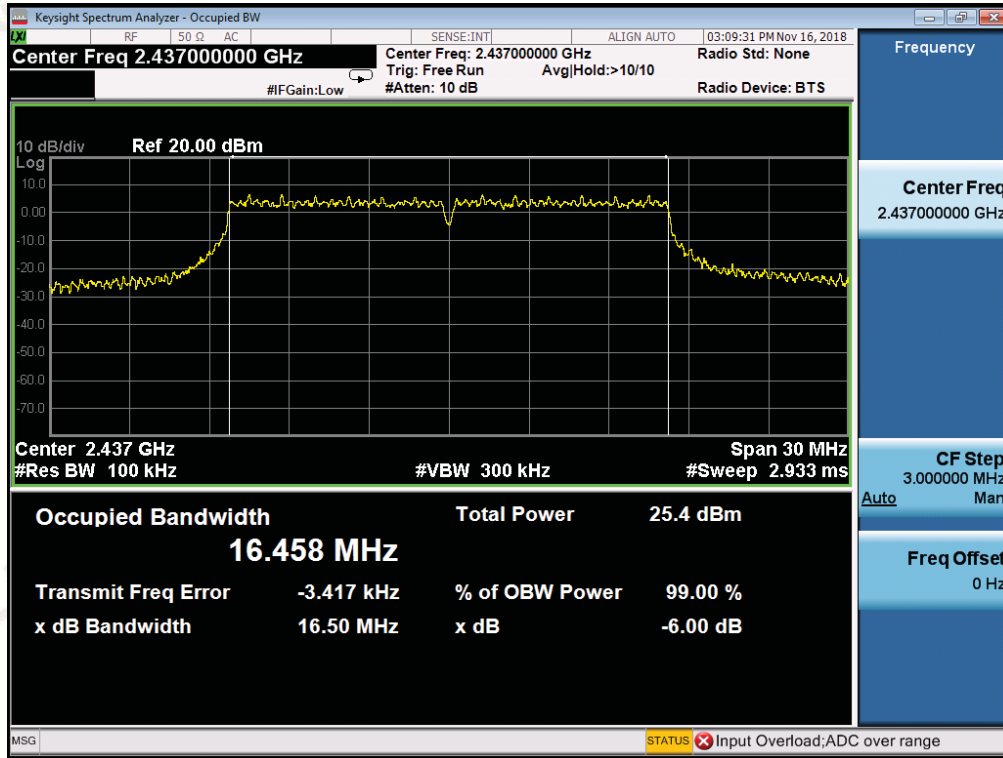 Keysight Spectrum Analyzer - Occupied BW
LXI RF 50 Ω AC SENSE:INT ALIGN AUTO 03:09:31 PM Nov 16, 2018
Center Freq 2.437000000 GHz
#IFGain:Low
Center Freq: 2.437000000 GHz
Trig: Free Run Avg|Hold:>10/10
#Atten: 10 dB
Radio Std: None
Radio Device: BTS
10 dB/div Ref 20.00 dBm
Log
10.0
0.00
-10.0
-20.0
-30.0
-40.0
-50.0
-60.0
-70.0
Center 2.437 GHz Span 30 MHz
#Res BW 100 kHz #VBW 300 kHz #Sweep 2.933 ms
Occupied Bandwidth Total Power 25.4 dBm
16.458 MHz
Transmit Freq Error -3.417 kHz % of OBW Power 99.00 %
x dB Bandwidth 16.50 MHz x dB -6.00 dB
Frequency
Center Freq
2.437000000 GHz
CF Step
3.000000 MHz
Auto Man
Freq Offset
0 Hz
MSG STATUS Input Overload;ADC over range